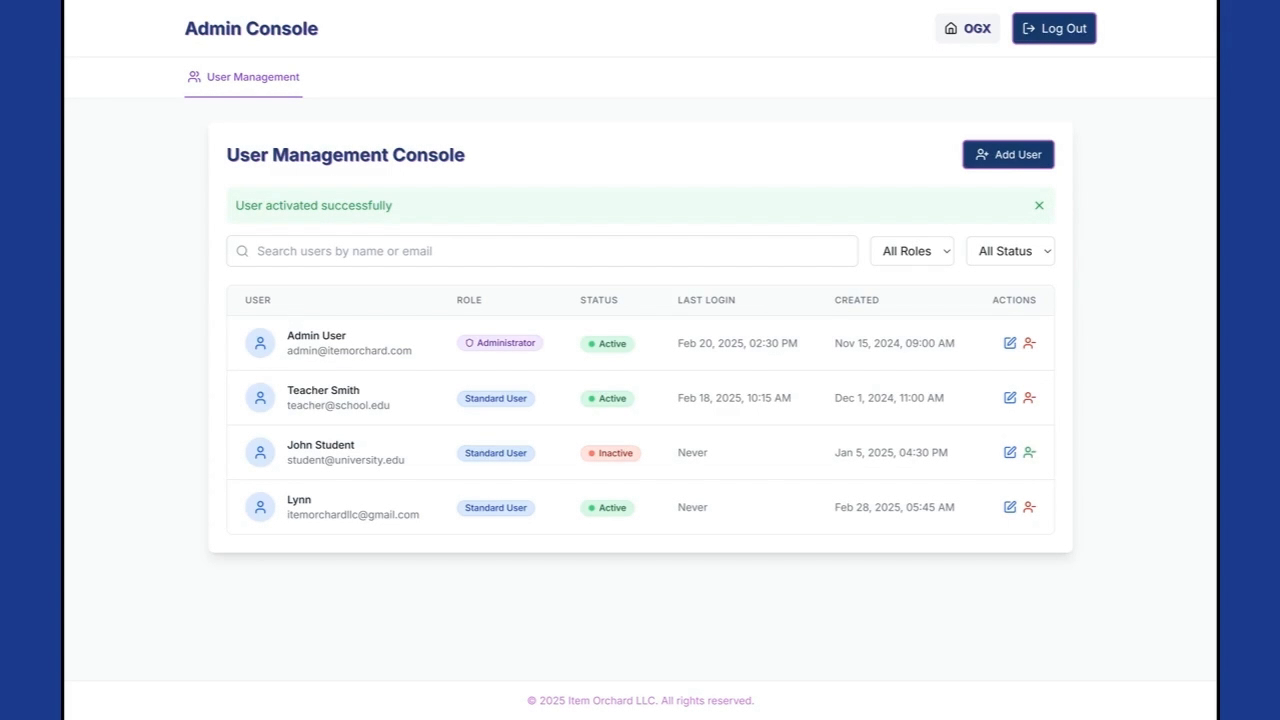 Admin Console
OGX
Log Out
User Management
User Management Console
Add User
User activated successfully
Search users by name or email
All Roles
All Status
USER ROLE STATUS LAST LOGIN CREATED ACTIONS
Admin User
admin@itemorchard.com
Administrator
Active
Feb 20, 2025, 02:30 PM
Nov 15, 2024, 09:00 AM
Teacher Smith
teacher@school.edu
Standard User
Active
Feb 18, 2025, 10:15 AM
Dec 1, 2024, 11:00 AM
John Student
student@university.edu
Standard User
Inactive
Never
Jan 5, 2025, 04:30 PM
Lynn
itemorchardllc@gmail.com
Standard User
Active
Never
Feb 28, 2025, 05:45 AM
© 2025 Item Orchard LLC. All rights reserved.